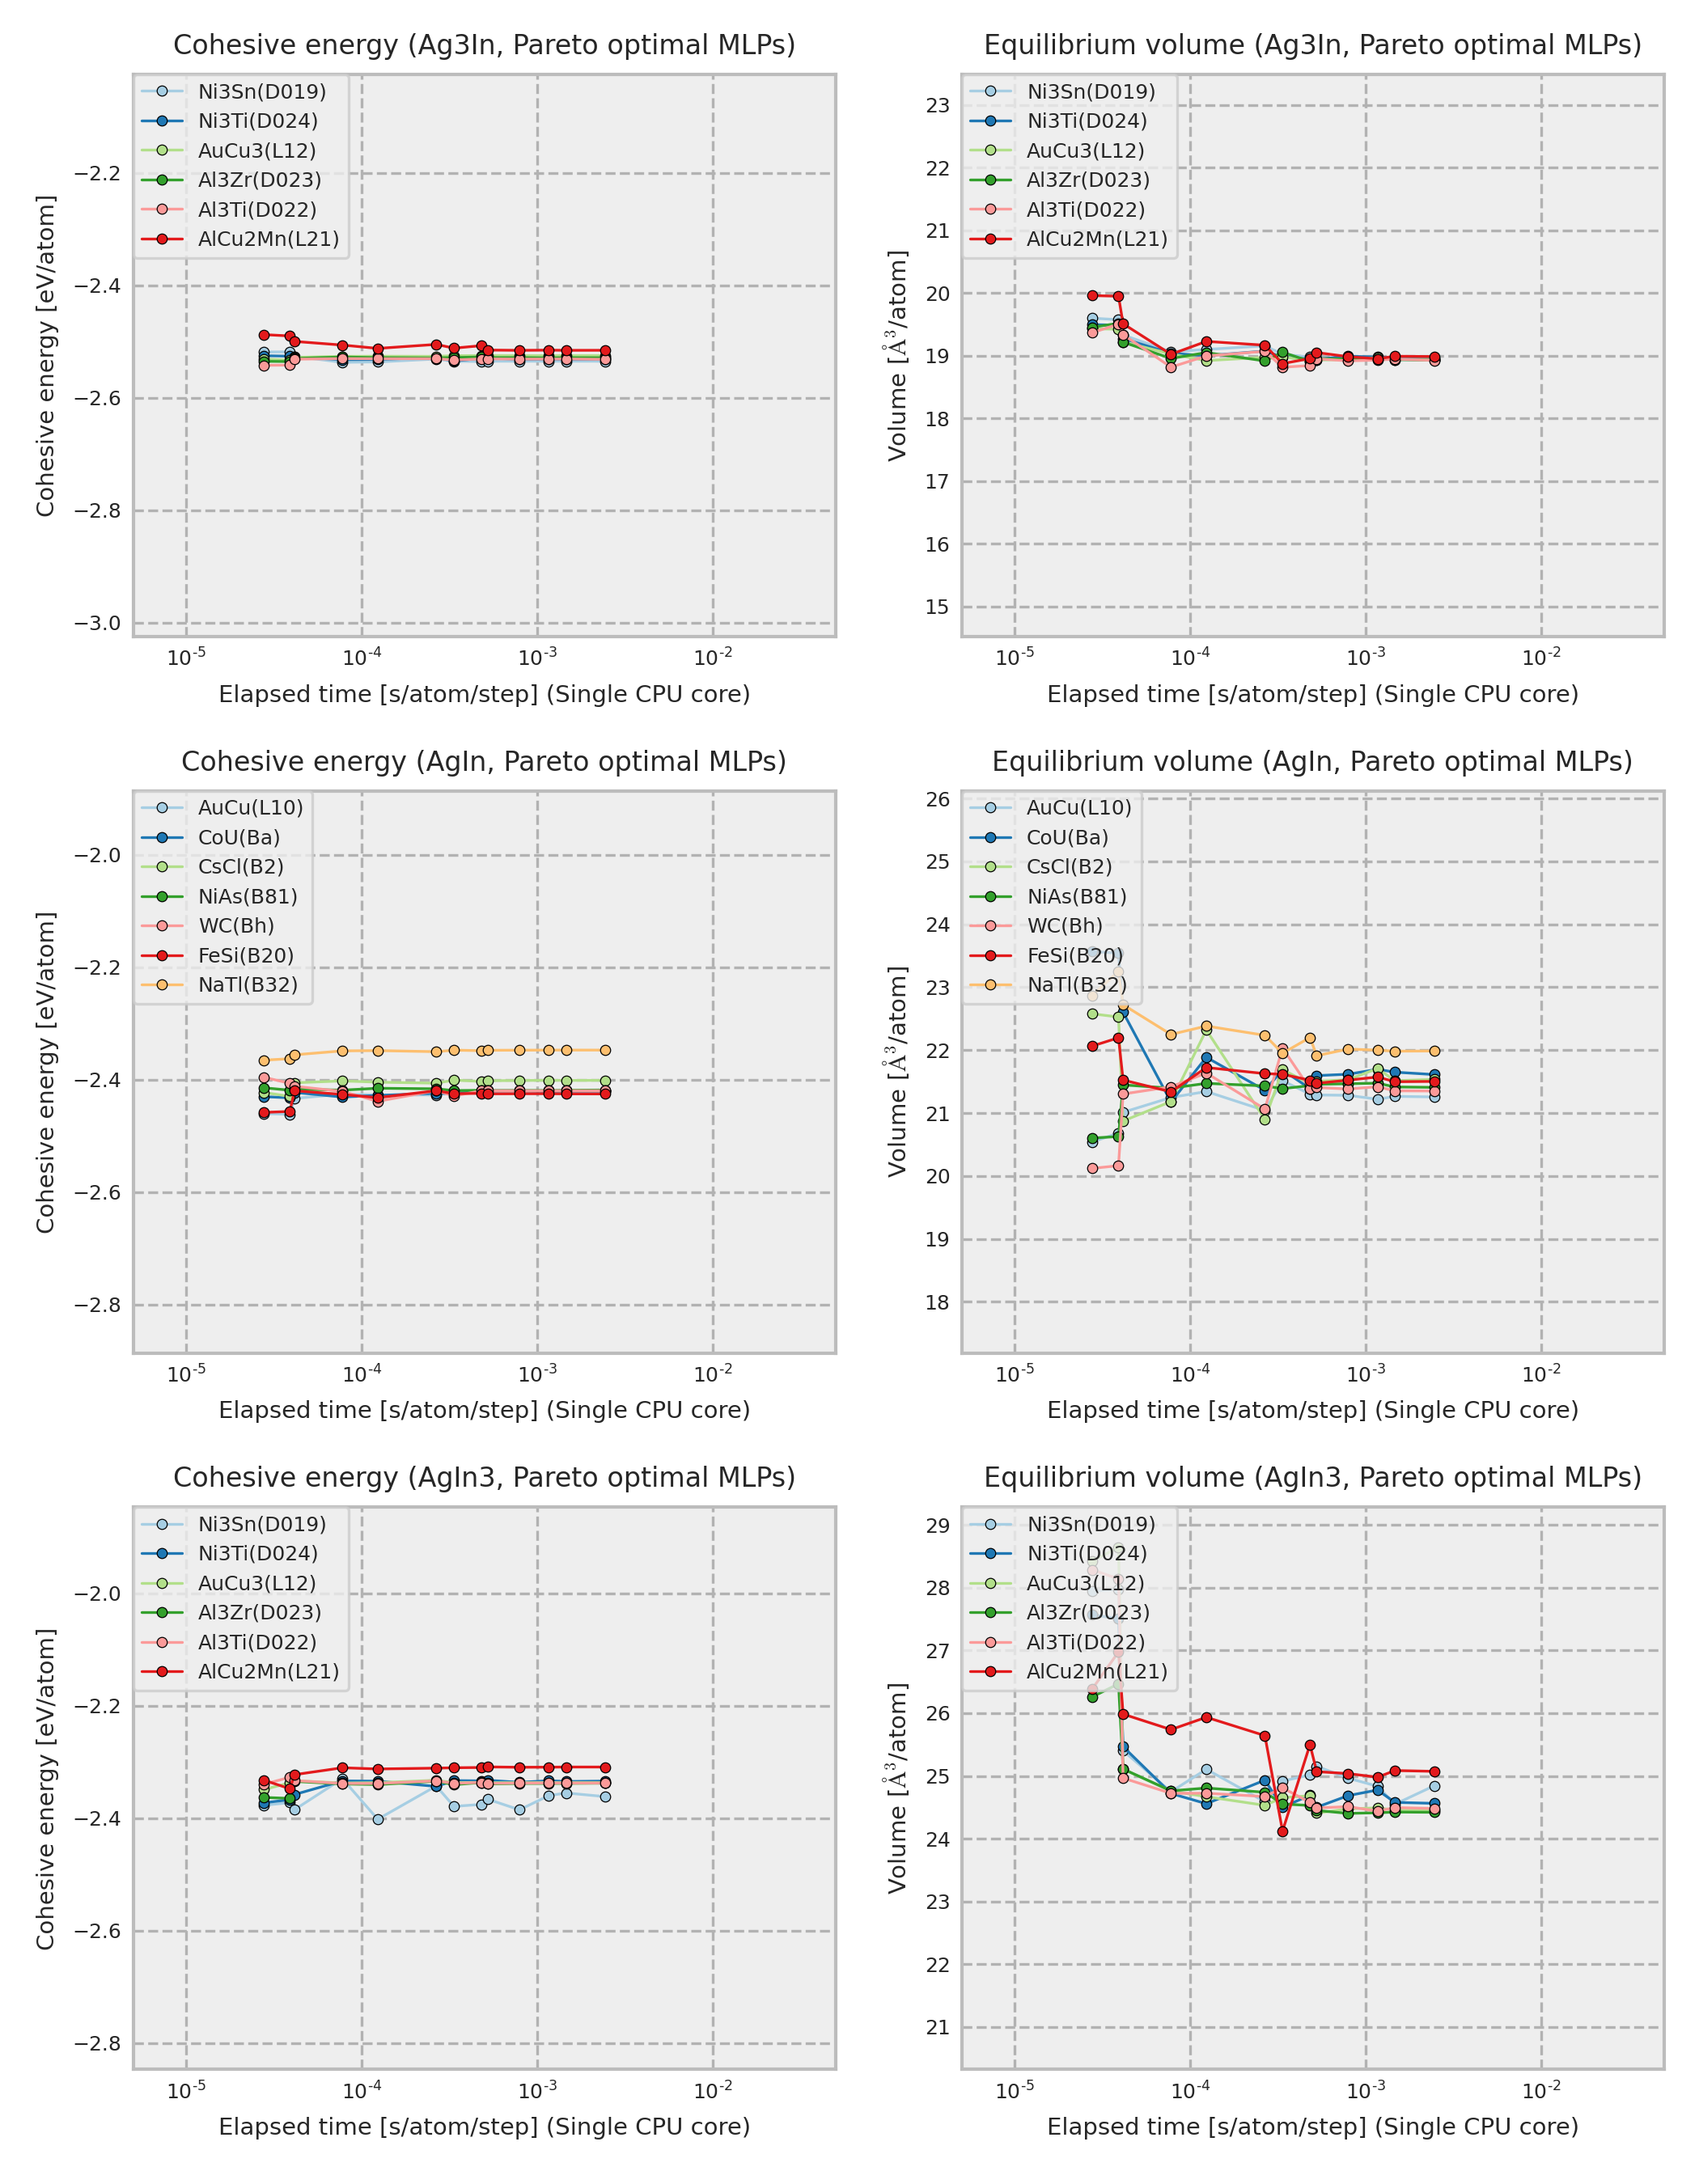 Cohesive energy (Ag3In, Pareto optimal MLPs)
Ni3Sn(D019)
Ni3Ti(D024)
AuCu3(L12)
Al3Zr(D023)
Al3Ti(D022)
AlCu2Mn(L21)
−2.2
−2.4
−2.6
−2.8
−3.0
Cohesive energy [eV/atom]
10-5
10-4
10-3
10-2
Elapsed time [s/atom/step] (Single CPU core)
Equilibrium volume (Ag3In, Pareto optimal MLPs)
Ni3Sn(D019)
Ni3Ti(D024)
AuCu3(L12)
Al3Zr(D023)
Al3Ti(D022)
AlCu2Mn(L21)
23
22
21
20
19
18
17
16
15
Volume [Å3/atom]
10-5
10-4
10-3
10-2
Elapsed time [s/atom/step] (Single CPU core)
Cohesive energy (AgIn, Pareto optimal MLPs)
AuCu(L10)
CoU(Ba)
CsCl(B2)
NiAs(B81)
WC(Bh)
FeSi(B20)
NaTl(B32)
−2.0
−2.2
−2.4
−2.6
−2.8
Cohesive energy [eV/atom]
10-5
10-4
10-3
10-2
Elapsed time [s/atom/step] (Single CPU core)
Equilibrium volume (AgIn, Pareto optimal MLPs)
AuCu(L10)
CoU(Ba)
CsCl(B2)
NiAs(B81)
WC(Bh)
FeSi(B20)
NaTl(B32)
26
25
24
23
22
21
20
19
18
Volume [Å3/atom]
10-5
10-4
10-3
10-2
Elapsed time [s/atom/step] (Single CPU core)
Cohesive energy (AgIn3, Pareto optimal MLPs)
Ni3Sn(D019)
Ni3Ti(D024)
AuCu3(L12)
Al3Zr(D023)
Al3Ti(D022)
AlCu2Mn(L21)
−2.0
−2.2
−2.4
−2.6
−2.8
Cohesive energy [eV/atom]
10-5
10-4
10-3
10-2
Elapsed time [s/atom/step] (Single CPU core)
Equilibrium volume (AgIn3, Pareto optimal MLPs)
Ni3Sn(D019)
Ni3Ti(D024)
AuCu3(L12)
Al3Zr(D023)
Al3Ti(D022)
AlCu2Mn(L21)
29
28
27
26
25
24
23
22
21
Volume [Å3/atom]
10-5
10-4
10-3
10-2
Elapsed time [s/atom/step] (Single CPU core)